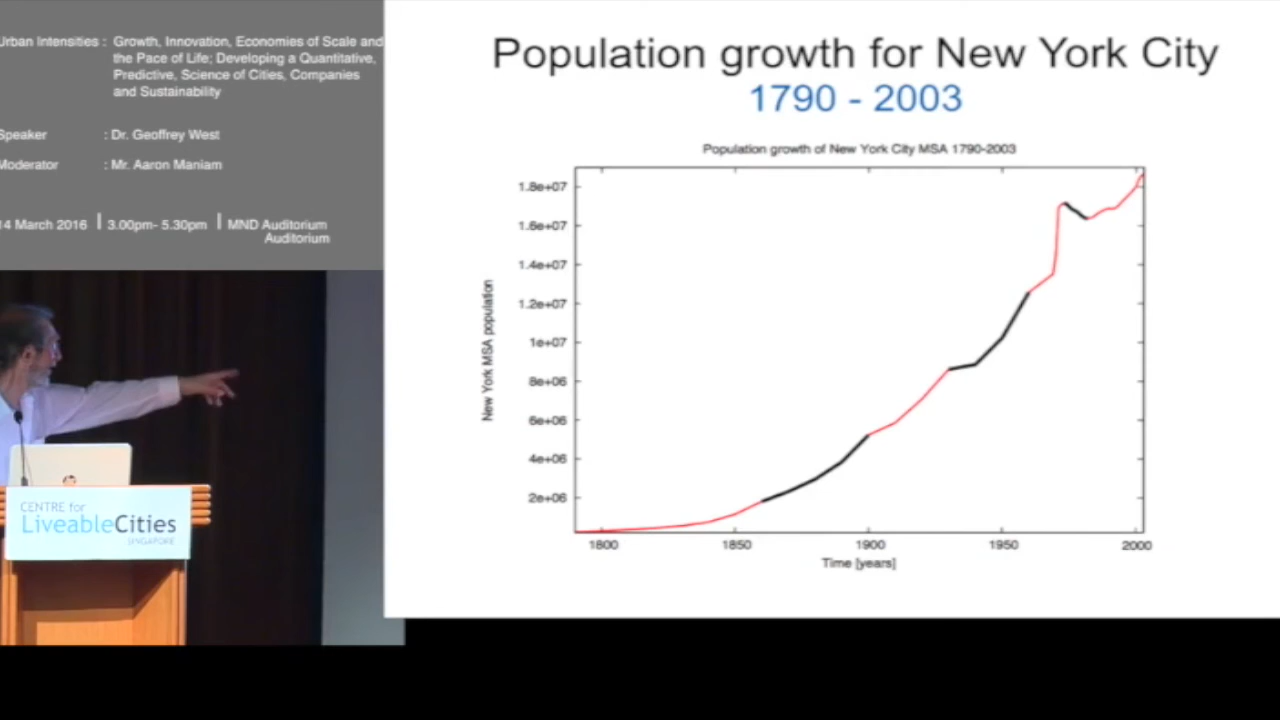 Urban Intensities : Growth, Innovation, Economies of Scale and
the Pace of Life; Developing a Quantitative,
Predictive, Science of Cities, Companies
and Sustainability
Speaker : Dr. Geoffrey West
Moderator : Mr. Aaron Maniam
14 March 2016 | 3.00pm- 5.30pm | MND Auditorium
Auditorium
CENTRE for
LiveableCities
SINGAPORE
Population growth for New York City
1790 - 2003
Population growth of New York City MSA 1790-2003
New York MSA population
1.8e+07
1.6e+07
1.4e+07
1.2e+07
1e+07
8e+06
6e+06
4e+06
2e+06
1800 1850 1900 1950 2000
Time [years]